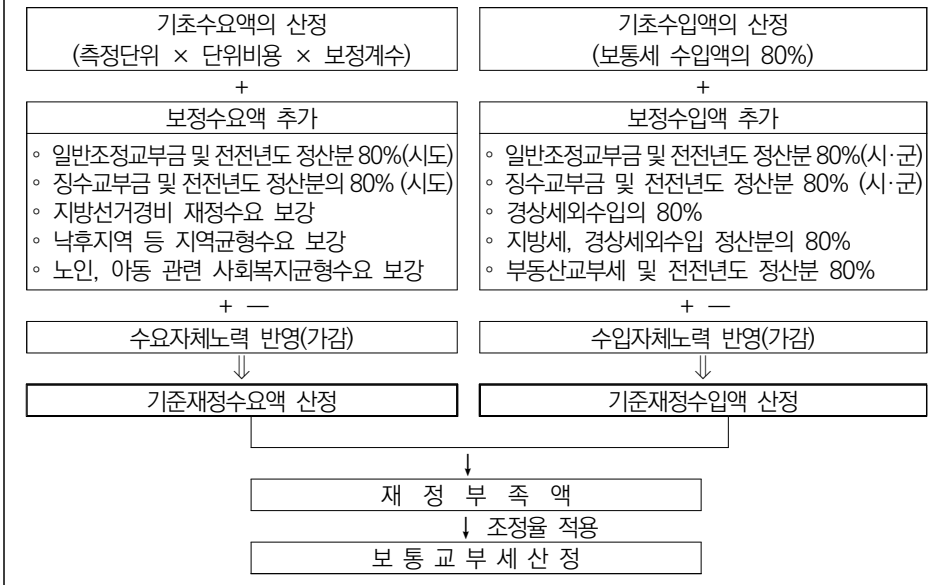 기초수요액의 산정
(측정단위 × 단위비용 × 보정계수)
+
보정수요액 추가
◦ 일반조정교부금 및 전전년도 정산분 80%(시도)
◦ 징수교부금 및 전전년도 정산분의 80% (시도)
◦ 지방선거경비 재정수요 보강
◦ 낙후지역 등 지역균형수요 보강
◦ 노인, 아동 관련 사회복지균형수요 보강
+ ―
수요자체노력 반영(가감)
⇓
기준재정수요액 산정
기초수입액의 산정
(보통세 수입액의 80%)
+
보정수입액 추가
◦ 일반조정교부금 및 전전년도 정산분 80%(시·군)
◦ 징수교부금 및 전전년도 정산분 80% (시·군)
◦ 경상세외수입의 80%
◦ 지방세, 경상세외수입 정산분의 80%
◦ 부동산교부세 및 전전년도 정산분 80%
+ ―
수입자체노력 반영(가감)
⇓
기준재정수입액 산정
↓
재 정 부 족 액
↓ 조정율 적용
보 통 교 부 세 산 정